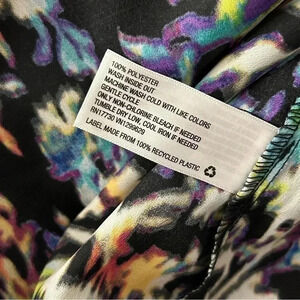 100% POLYESTER
WASH INSIDE OUT
MACHINE WASH COLD WITH LIKE COLORS
GENTLE CYCLE
ONLY NON-CHLORINE BLEACH IF NEEDED
TUMBLE DRY LOW, COOL IRON IF NEEDED
RN17730 VN1299629
LABEL MADE FROM 100% RECYCLED PLASTIC